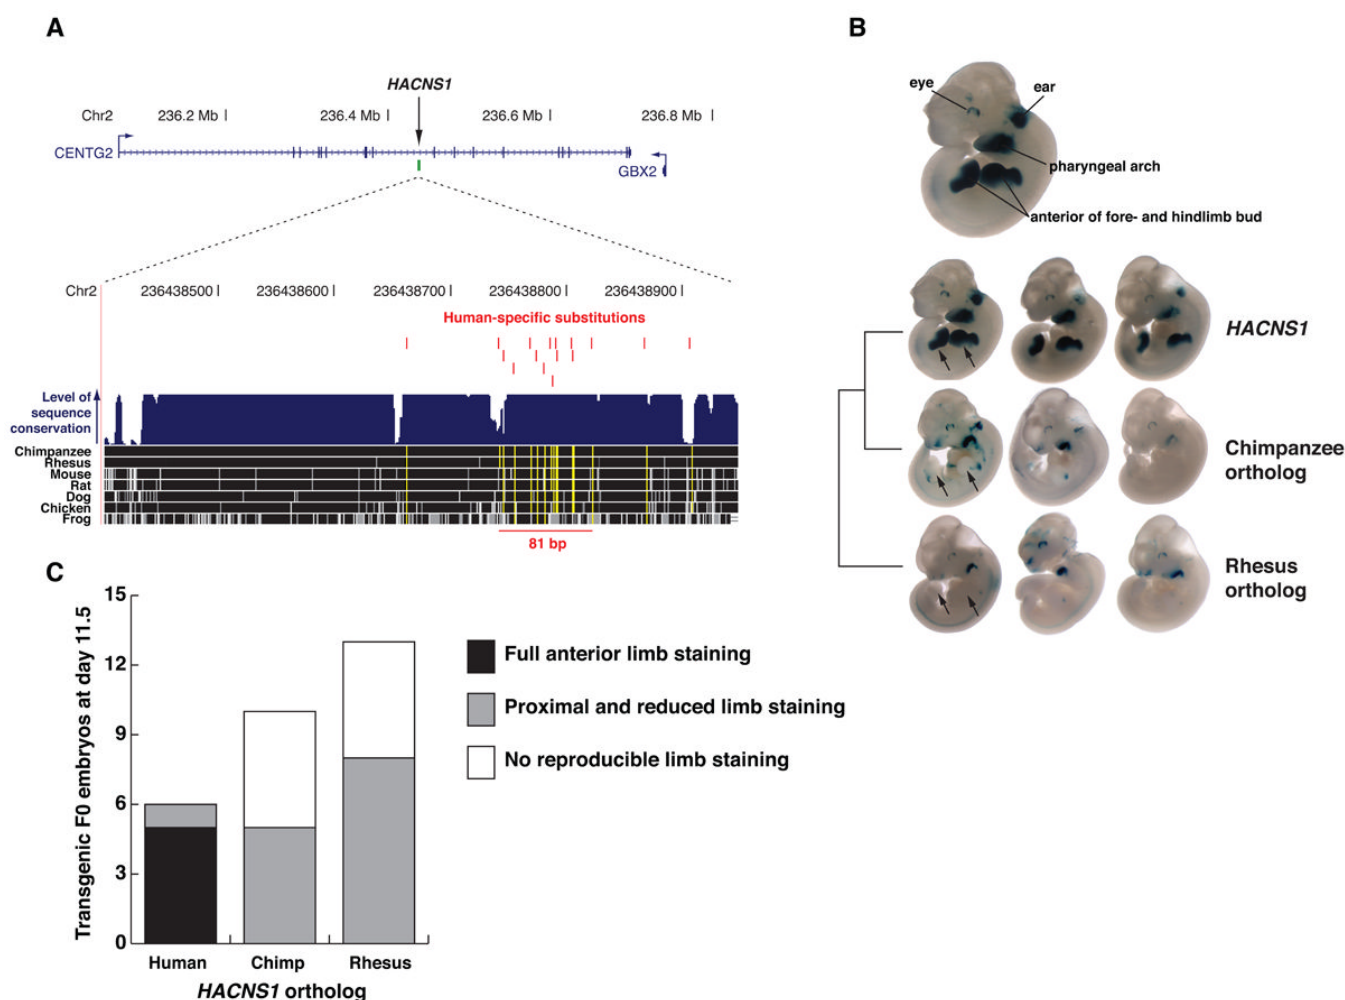 A
HACNS1
Chr2 236.2 Mb 236.4 Mb 236.6 Mb 236.8 Mb
CENTG2
GBX2
Chr2 236438500 236438600 236438700 236438800 236438900
Human-specific substitutions
Level of
sequence
conservation
Chimpanzee
Rhesus
Mouse
Rat
Dog
Chicken
Frog
81 bp
B
eye
ear
pharyngeal arch
anterior of fore- and hindlimb bud
HACNS1
Chimpanzee
ortholog
Rhesus
ortholog
C
Transgenic F0 embryos at day 11.5
15
12
9
6
3
0
Human Chimp Rhesus
HACNS1 ortholog
Full anterior limb staining
Proximal and reduced limb staining
No reproducible limb staining